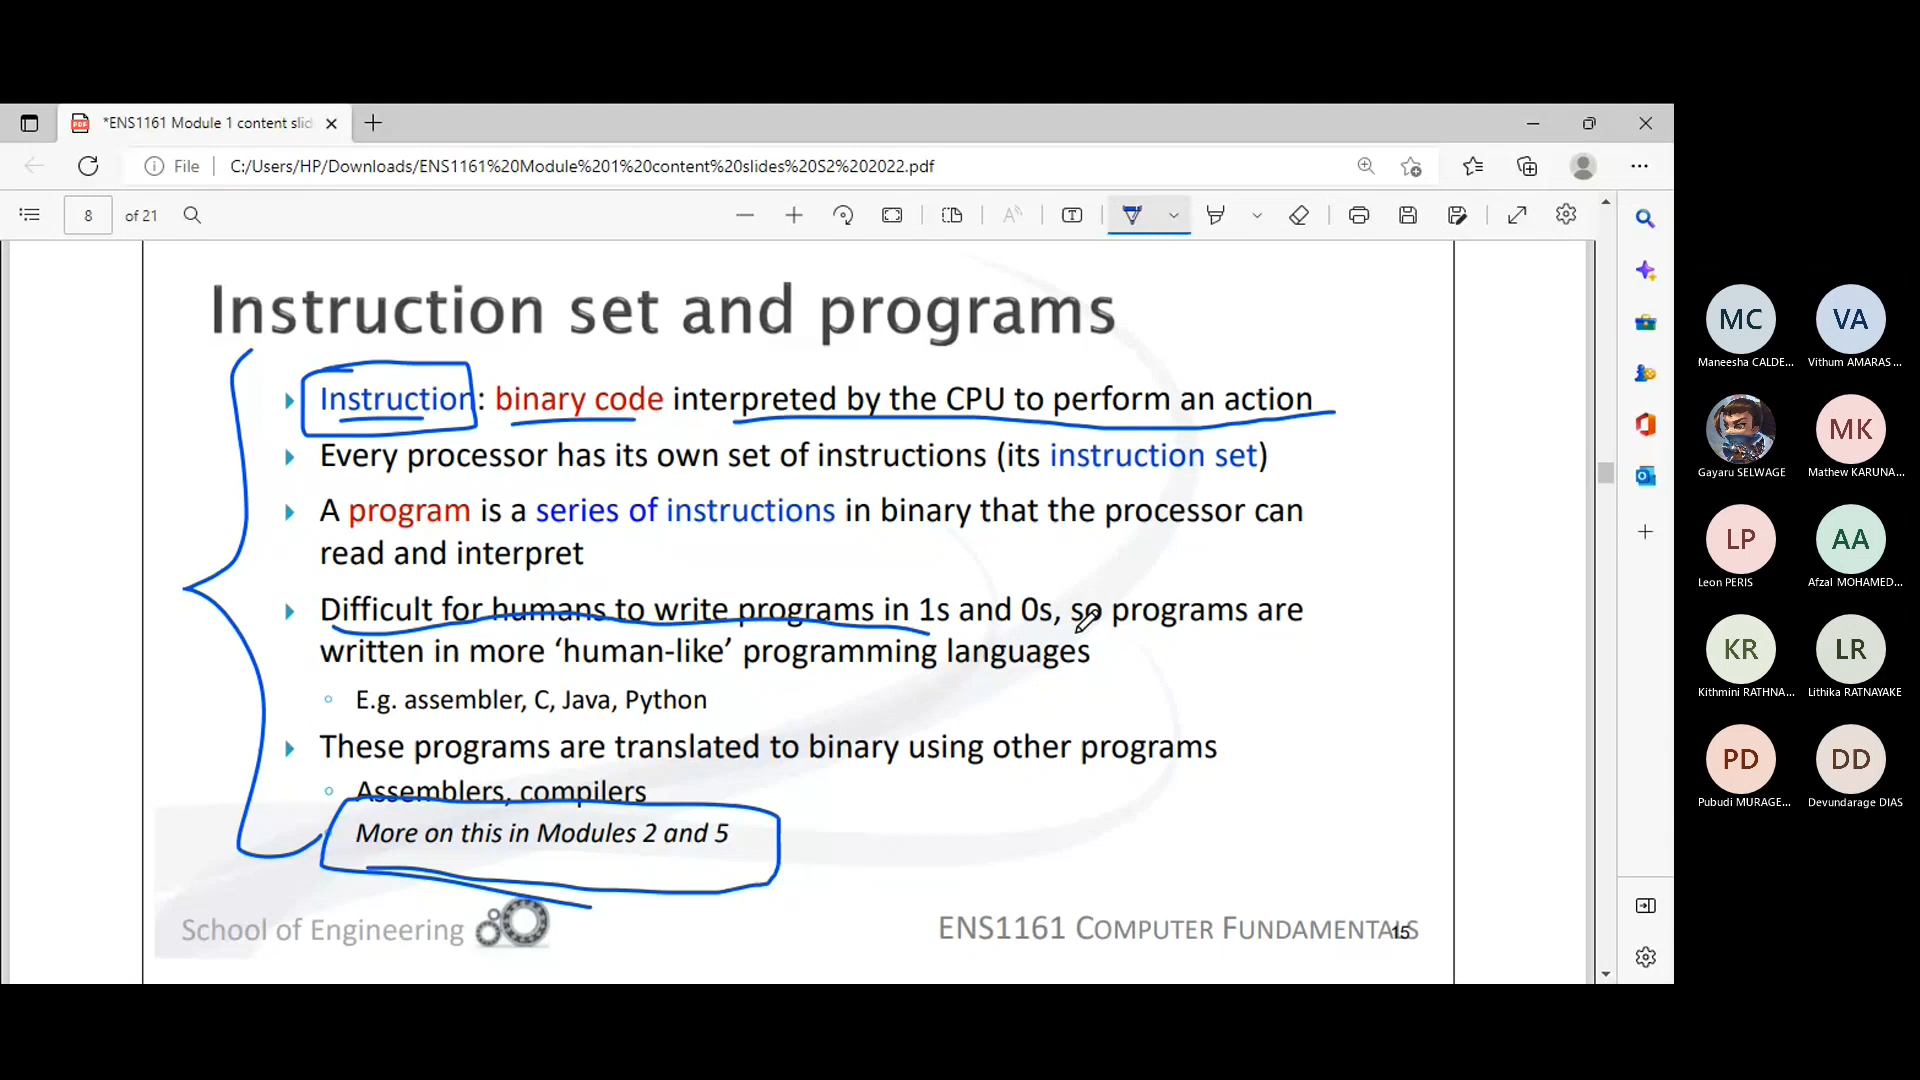 *ENS1161 Module 1 content slid
File
C:/Users/HP/Downloads/ENS1161%20Module%201%20content%20slides%20S2%202022.pdf
8 of 21
Instruction set and programs
Instruction: binary code interpreted by the CPU to perform an action
Every processor has its own set of instructions (its instruction set)
A program is a series of instructions in binary that the processor can
read and interpret
Difficult for humans to write programs in 1s and 0s, so programs are
written in more ‘human-like’ programming languages
E.g. assembler, C, Java, Python
These programs are translated to binary using other programs
Assemblers, compilers
More on this in Modules 2 and 5
School of Engineering
ENS1161 COMPUTER FUNDAMENTALS
15
MC VA
Maneesha CALDE... Vithum AMARAS...
MK
Gayaru SELWAGE Mathew KARUNA...
LP AA
Leon PERIS Afzal MOHAMED...
KR LR
Kithmini RATHNA... Lithika RATNAYAKE
PD DD
Pubudi MURAGE... Devundarage DIAS